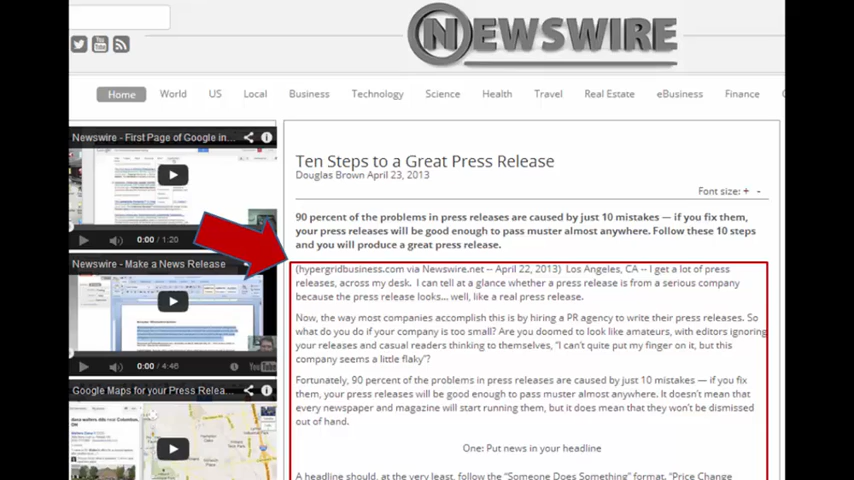 NEWSWIRE
Home World US Local Business Technology Science Health Travel Real Estate eBusiness Finance
Newswire - First Page of Google in...
0:00 / 1:20
Newswire - Make a News Release
0:00 / 4:46
YouTube
Google Maps for your Press Relea...
Ten Steps to a Great Press Release
Douglas Brown April 23, 2013
Font size: + -
90 percent of the problems in press releases are caused by just 10 mistakes — if you fix them,
your press releases will be good enough to pass muster almost anywhere. Follow these 10 steps
and you will produce a great press release.
(hypergridbusiness.com via Newswire.net -- April 22, 2013) Los Angeles, CA -- I get a lot of press
releases, across my desk. I can tell at a glance whether a press release is from a serious company
because the press release looks... well, like a real press release.
Now, the way most companies accomplish this is by hiring a PR agency to write their press releases. So
what do you do if your company is too small? Are you doomed to look like amateurs, with editors ignoring
your releases and casual readers thinking to themselves, "I can't quite put my finger on it, but this
company seems a little flaky"?
Fortunately, 90 percent of the problems in press releases are caused by just 10 mistakes — if you fix
them, your press releases will be good enough to pass muster almost anywhere. It doesn't mean that
every newspaper and magazine will start running them, but it does mean that they won't be dismissed
out of hand.
One: Put news in your headline
A headline should, at the very least, follow the "Someone Does Something" format. "Price Change